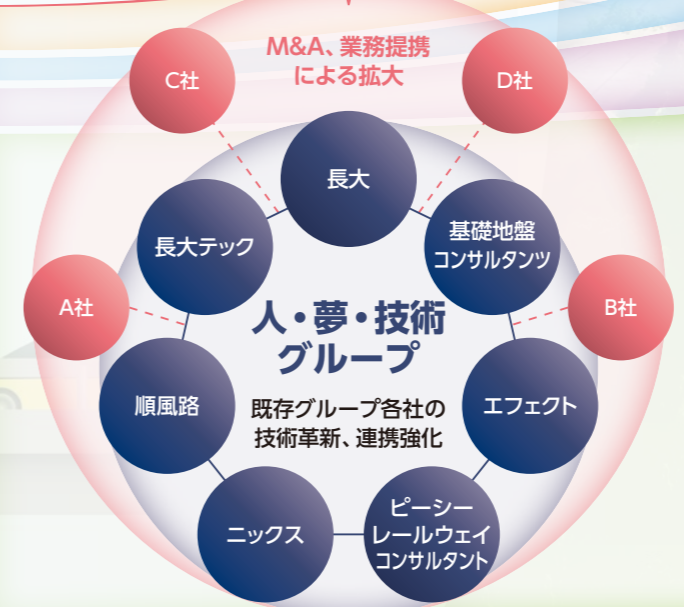 M&A、業務提携
による拡大
C社
D社
長大
長大テック
基礎地盤
コンサルタンツ
A社
B社
人・夢・技術
グループ
順風路
既存グループ各社の
技術革新、連携強化
エフェクト
ニックス
ピーシー
レールウェイ
コンサルタント